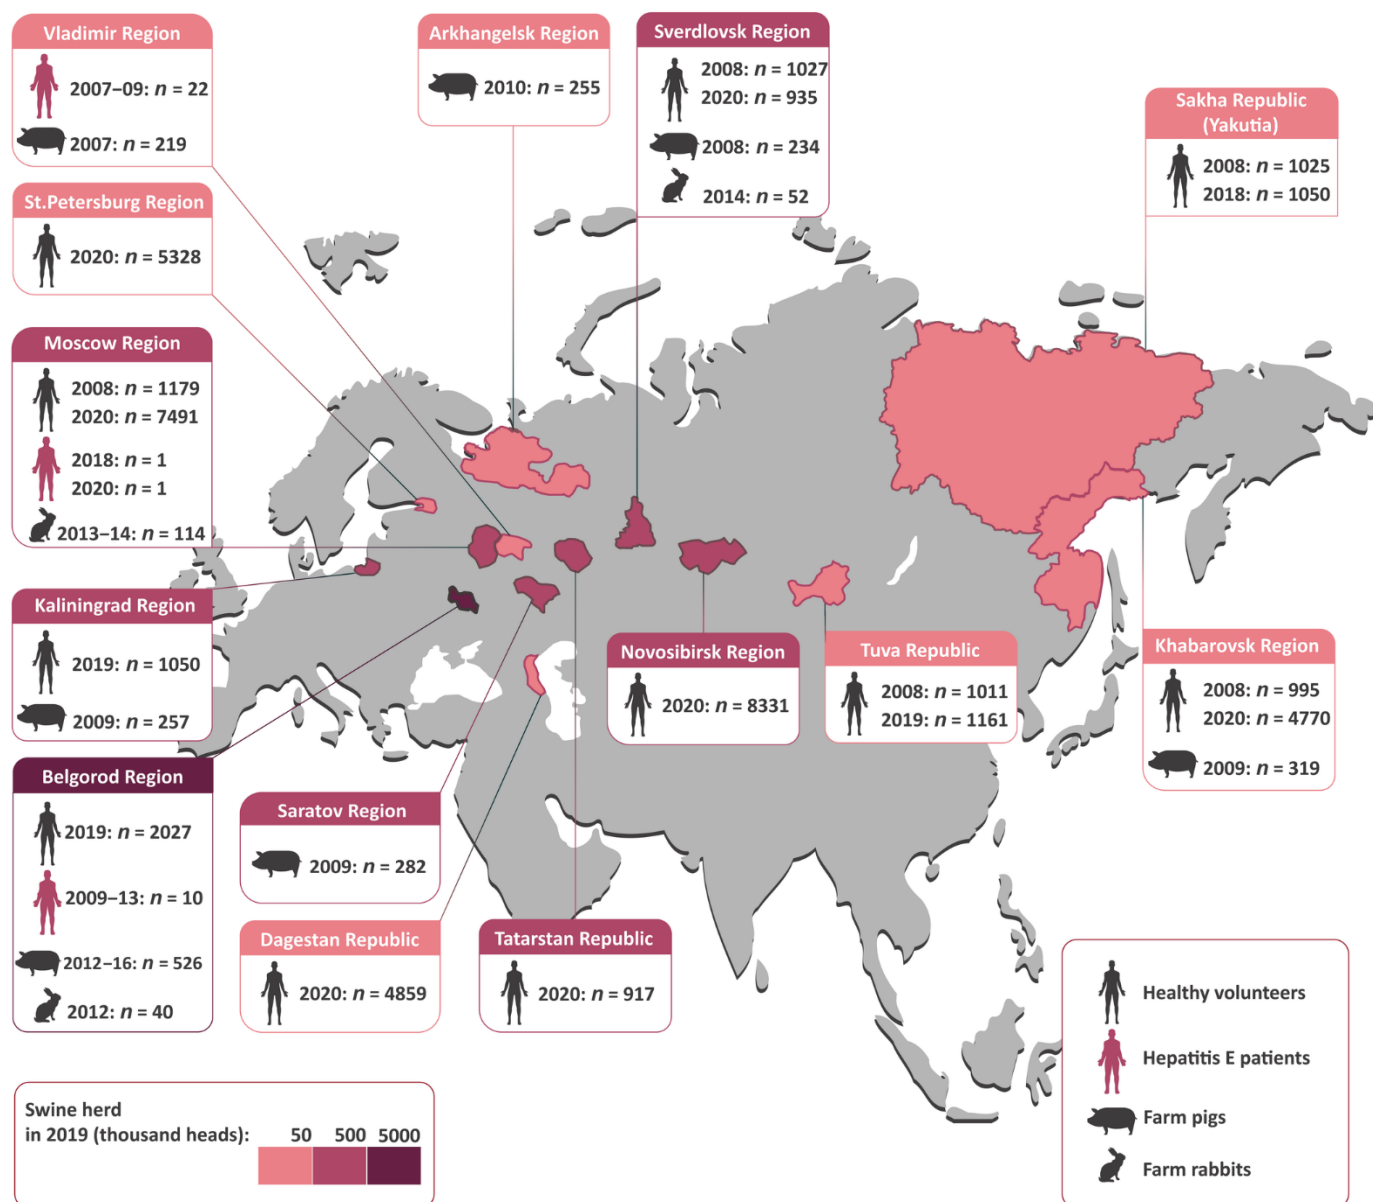 Vladimir Region
2007–09: n = 22
2007: n = 219
Arkhangelsk Region
2010: n = 255
Sverdlovsk Region
2008: n = 1027
2020: n = 935
2008: n = 234
2014: n = 52
Sakha Republic
(Yakutia)
2008: n = 1025
2018: n = 1050
St.Petersburg Region
2020: n = 5328
Moscow Region
2008: n = 1179
2020: n = 7491
2018: n = 1
2020: n = 1
2013–14: n = 114
Kaliningrad Region
2019: n = 1050
2009: n = 257
Novosibirsk Region
2020: n = 8331
Tuva Republic
2008: n = 1011
2019: n = 1161
Khabarovsk Region
2008: n = 995
2020: n = 4770
2009: n = 319
Belgorod Region
2019: n = 2027
2009–13: n = 10
2012–16: n = 526
2012: n = 40
Saratov Region
2009: n = 282
Dagestan Republic
2020: n = 4859
Tatarstan Republic
2020: n = 917
Healthy volunteers
Hepatitis E patients
Farm pigs
Farm rabbits
Swine herd
in 2019 (thousand heads): 50 500 5000